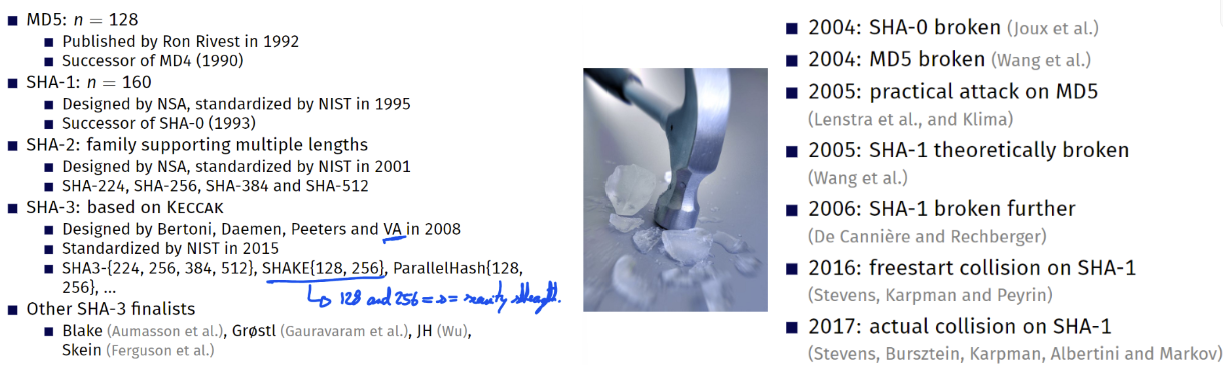 MD5: n = 128
Published by Ron Rivest in 1992
Successor of MD4 (1990)
SHA-1: n = 160
Designed by NSA, standardized by NIST in 1995
Successor of SHA-0 (1993)
SHA-2: family supporting multiple lengths
Designed by NSA, standardized by NIST in 2001
SHA-224, SHA-256, SHA-384 and SHA-512
SHA-3: based on KECCAK
Designed by Bertoni, Daemen, Peeters and VA in 2008
Standardized by NIST in 2015
SHA3-{224, 256, 384, 512}, SHAKE{128, 256}, ParallelHash{128,
256}, ...
128 and 256 = s = security strength.
Other SHA-3 finalists
Blake (Aumasson et al.), Grøstl (Gauravaram et al.), JH (Wu),
Skein (Ferguson et al.)
2004: SHA-0 broken (Joux et al.)
2004: MD5 broken (Wang et al.)
2005: practical attack on MD5
(Lenstra et al., and Klima)
2005: SHA-1 theoretically broken
(Wang et al.)
2006: SHA-1 broken further
(De Cannière and Rechberger)
2016: freestart collision on SHA-1
(Stevens, Karpman and Peyrin)
2017: actual collision on SHA-1
(Stevens, Bursztein, Karpman, Albertini and Markov)